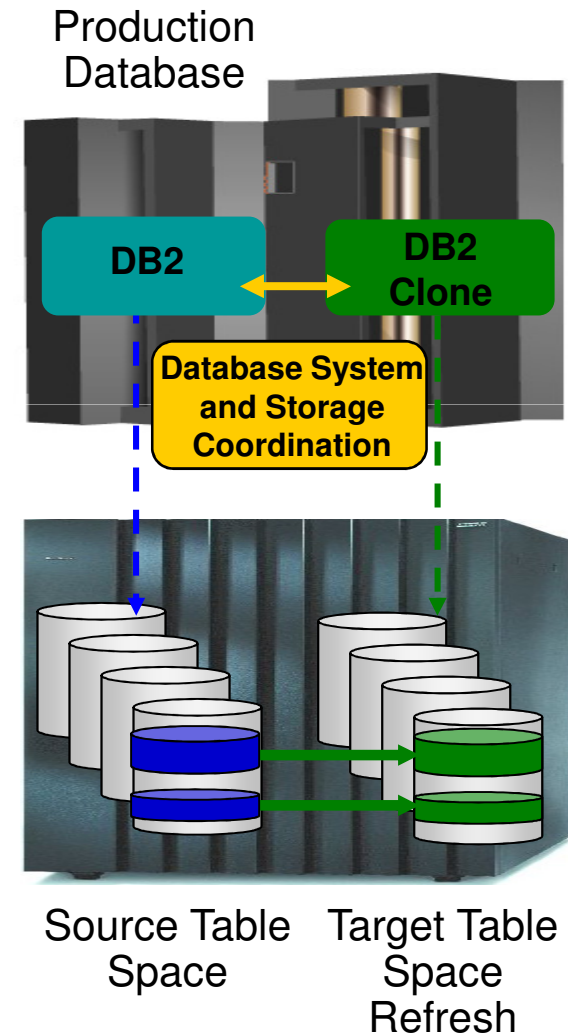 Production
Database
DB2
DB2
Clone
Database System
and Storage
Coordination
Source Table
Space
Target Table
Space
Refresh